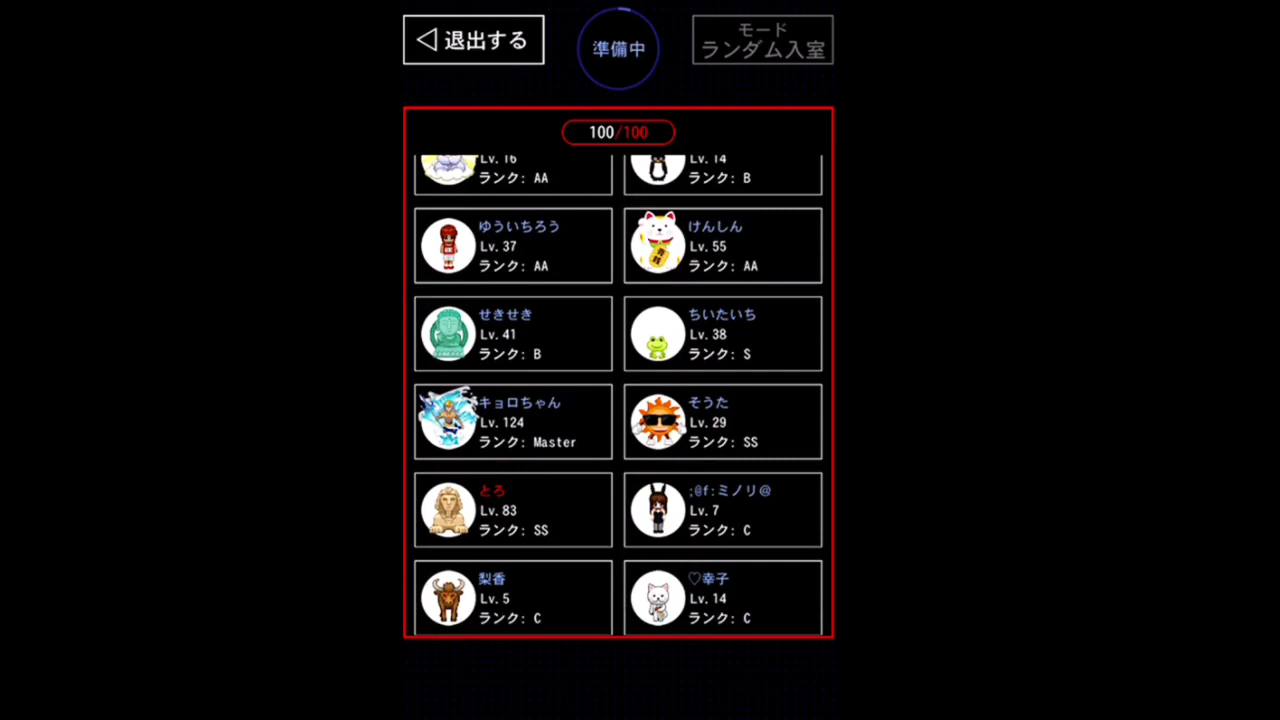 ◁退出する
準備中
モード
ランダム入室
100/100
Lv.16
ランク: AA
Lv.14
ランク: B
ゆういちろう
Lv.37
ランク: AA
けんしん
Lv.55
ランク: AA
せきせき
Lv.41
ランク: B
ちいたいち
Lv.38
ランク: S
キョロちゃん
Lv.124
ランク: Master
そうた
Lv.29
ランク: SS
とろ
Lv.83
ランク: SS
;@f:ミノリ@
Lv.7
ランク: C
梨香
Lv.5
ランク: C
♡幸子
Lv.14
ランク: C